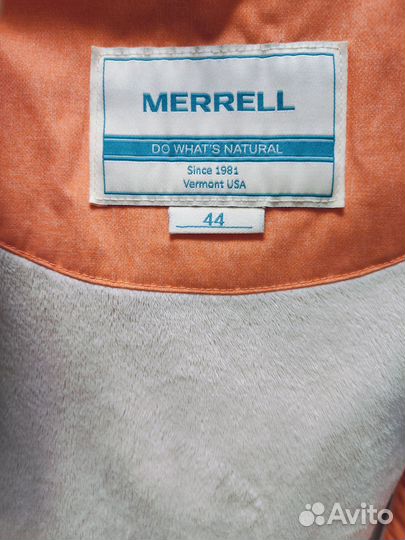 MERRELL
DO WHAT'S NATURAL
Since 1981
Vermont USA
44
Avito